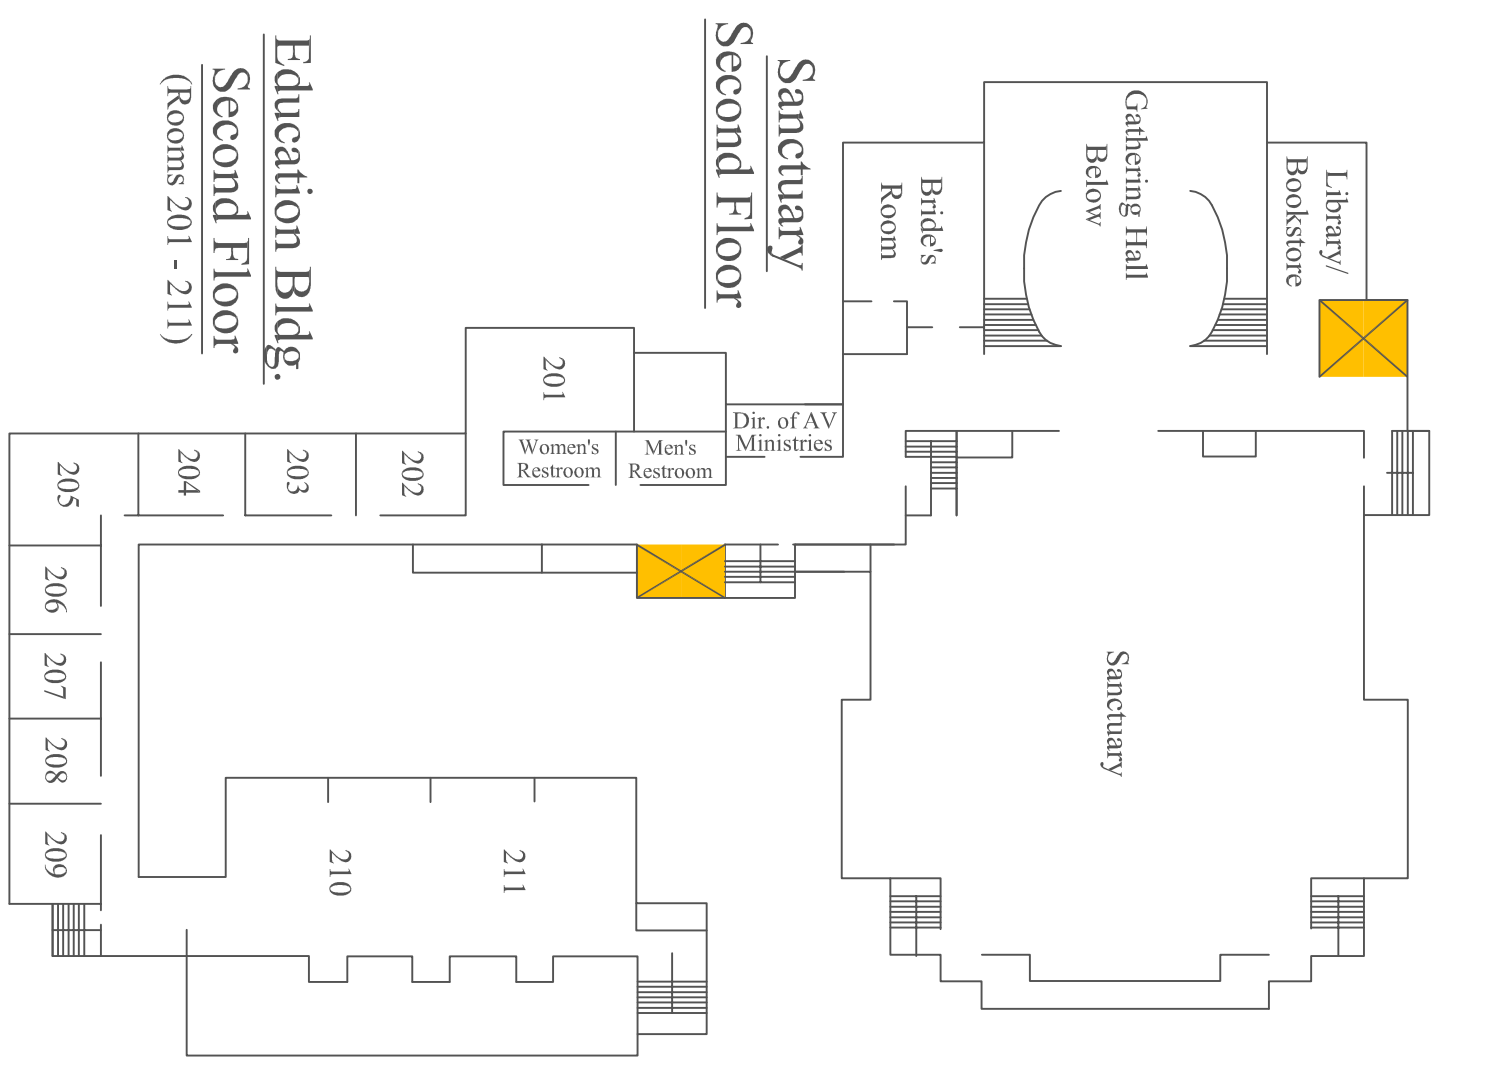 Education Bldg.
Second Floor
(Rooms 201 - 211)
Sanctuary
Second Floor
Gathering Hall
Below
Library/
Bookstore
Bride's
Room
201
Women's
Restroom
Men's
Restroom
Dir. of AV
Ministries
202
203
204
205
206
207
208
209
210
211
Sanctuary